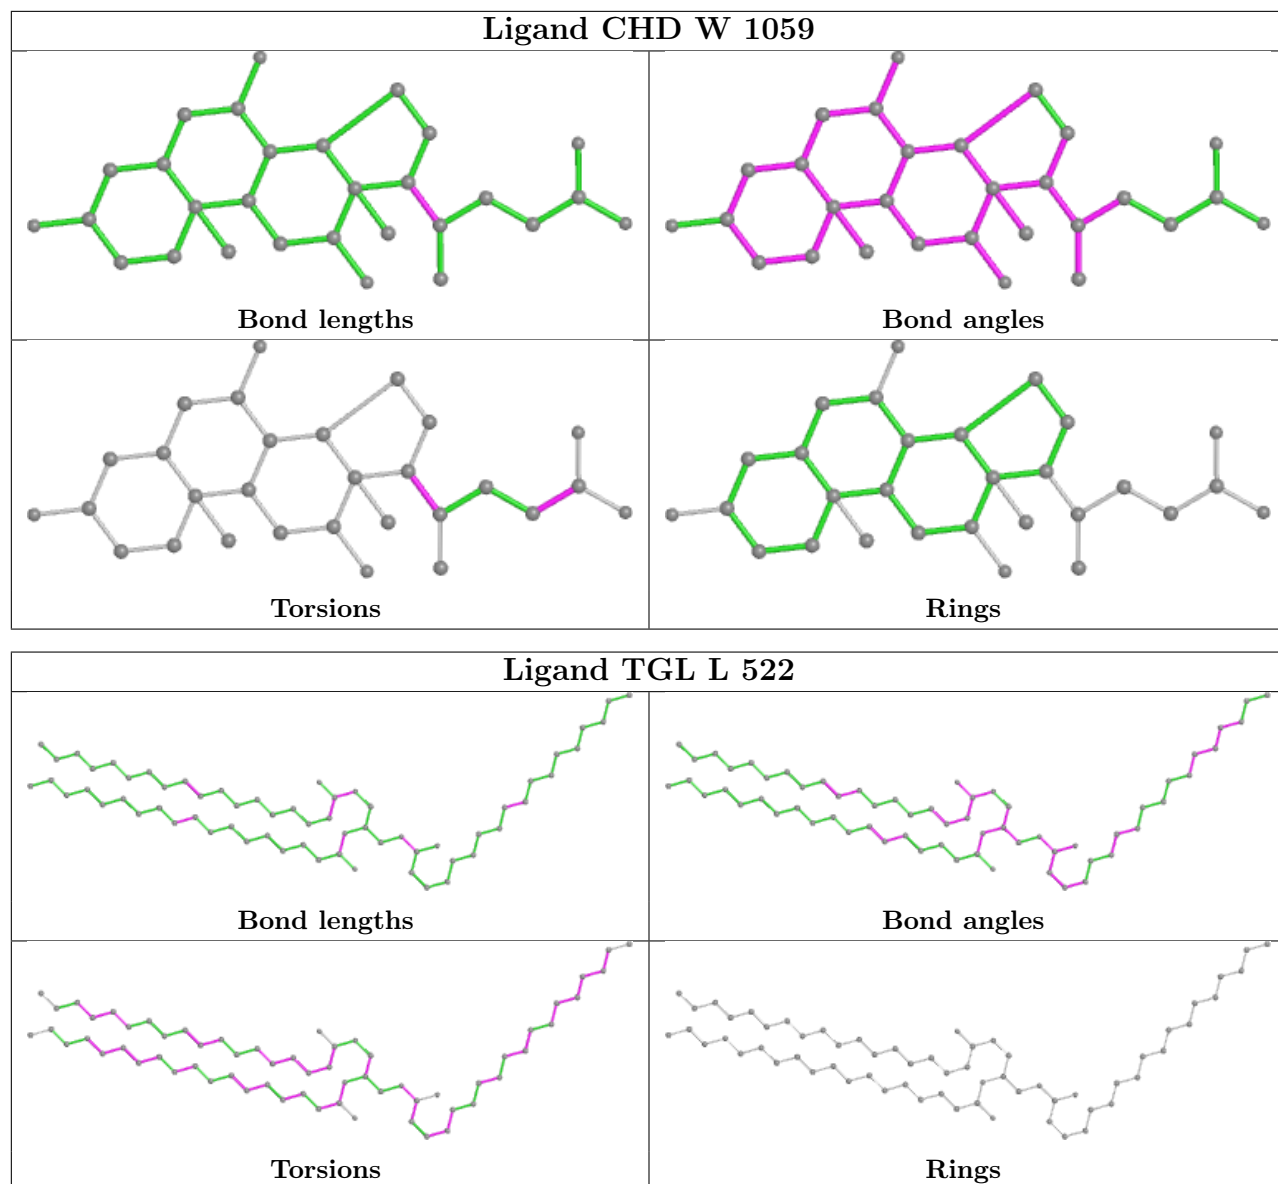 Ligand CHD W 1059
Bond lengths
Bond angles
Torsions
Rings
Ligand TGL L 522
Bond lengths
Bond angles
Torsions
Rings